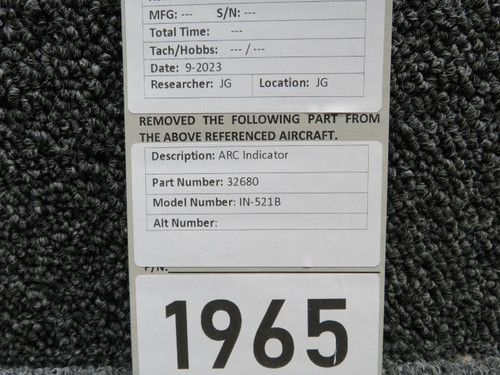 MFG: --- S/N: ---
Total Time: ---
Tach/Hobbs: --- / ---
Date: 9-2023
Researcher: JG Location: JG
REMOVED THE FOLLOWING PART FROM
THE ABOVE REFERENCED AIRCRAFT.
Description: ARC Indicator
Part Number: 32680
Model Number: IN-521B
Alt Number:
P/N:
1965